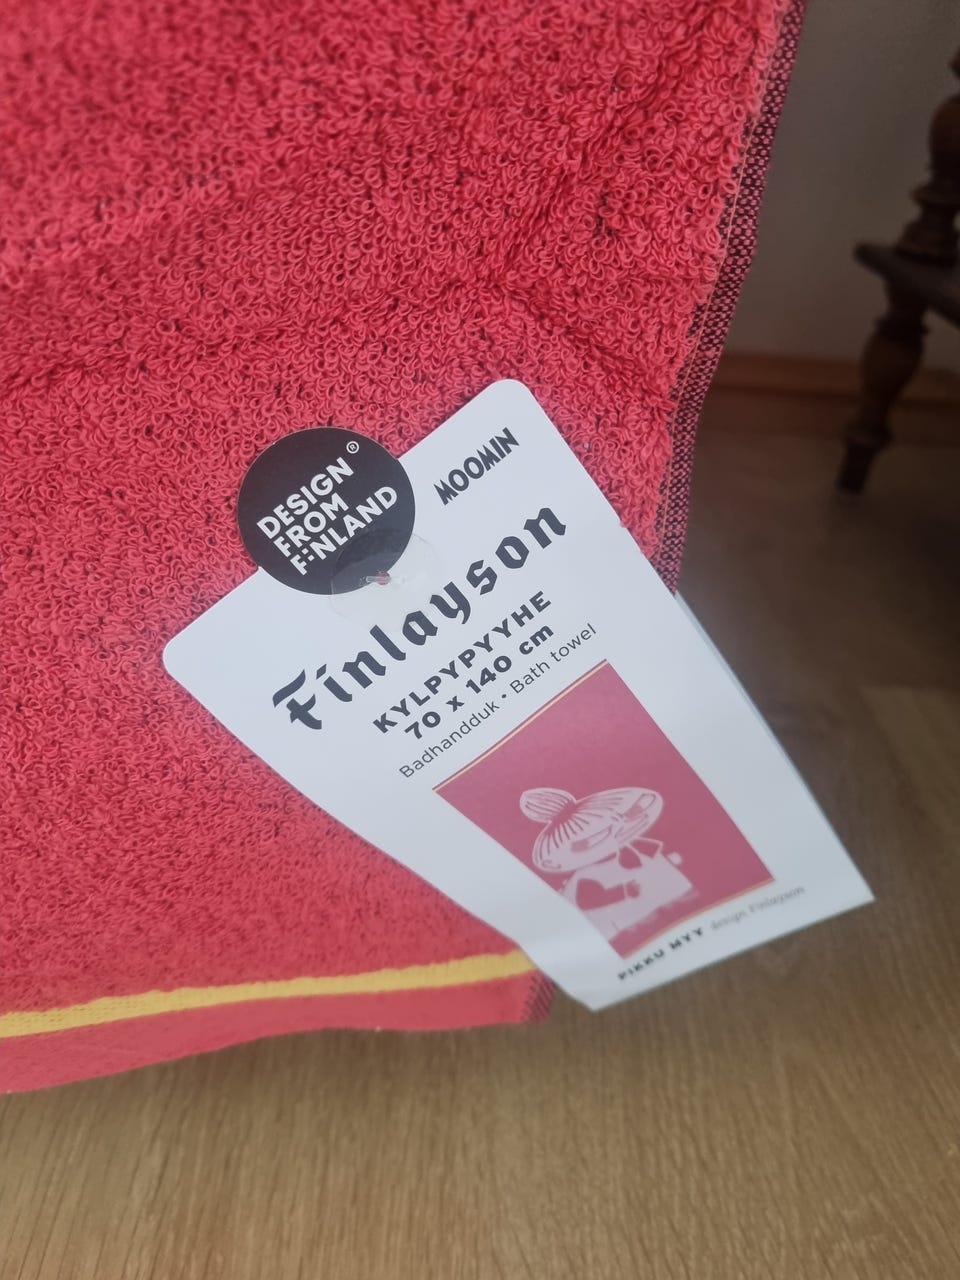 DESIGN
FROM
FINLAND
®
MOOMIN
Finlayson
KYLPYPYYHE
70 x 140 cm
Badhandduk • Bath towel
PIKKU MYY design Finlayson